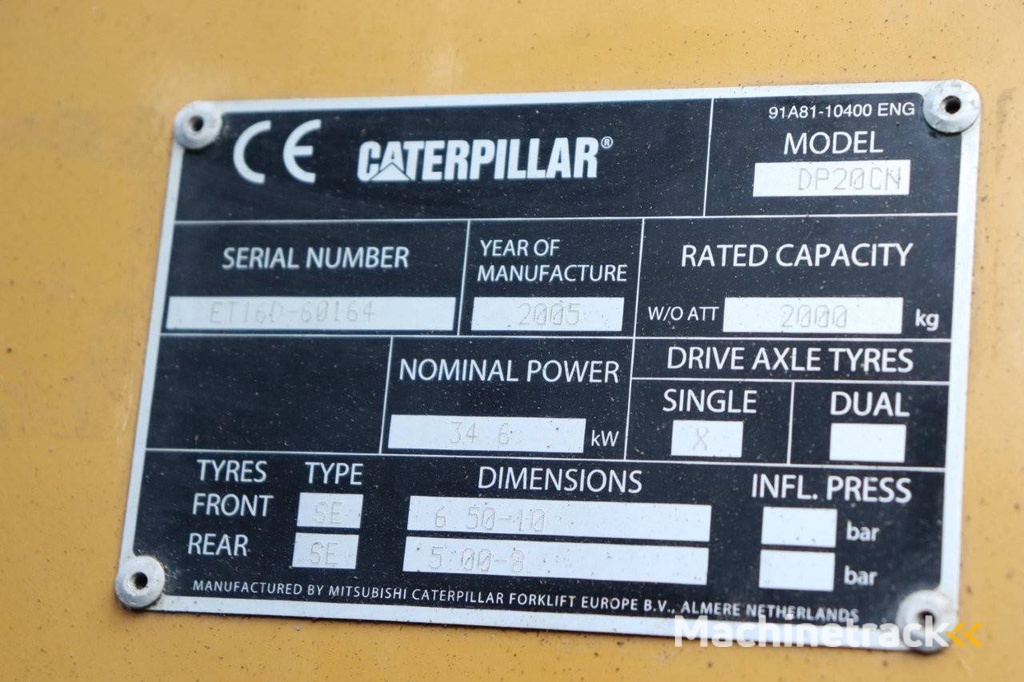 91A81-10400 ENG
CE CATERPILLAR®
MODEL
DP20CN
SERIAL NUMBER
ET16D-60164
YEAR OF
MANUFACTURE
2005
RATED CAPACITY
W/O ATT 2000 kg
NOMINAL POWER
34 6 kW
DRIVE AXLE TYRES
SINGLE DUAL
X
TYRES TYPE DIMENSIONS INFL. PRESS
FRONT SE 6 50-10 bar
REAR SE 5 00-8 bar
MANUFACTURED BY MITSUBISHI CATERPILLAR FORKLIFT EUROPE B.V., ALMERE NETHERLANDS
Machinetrack